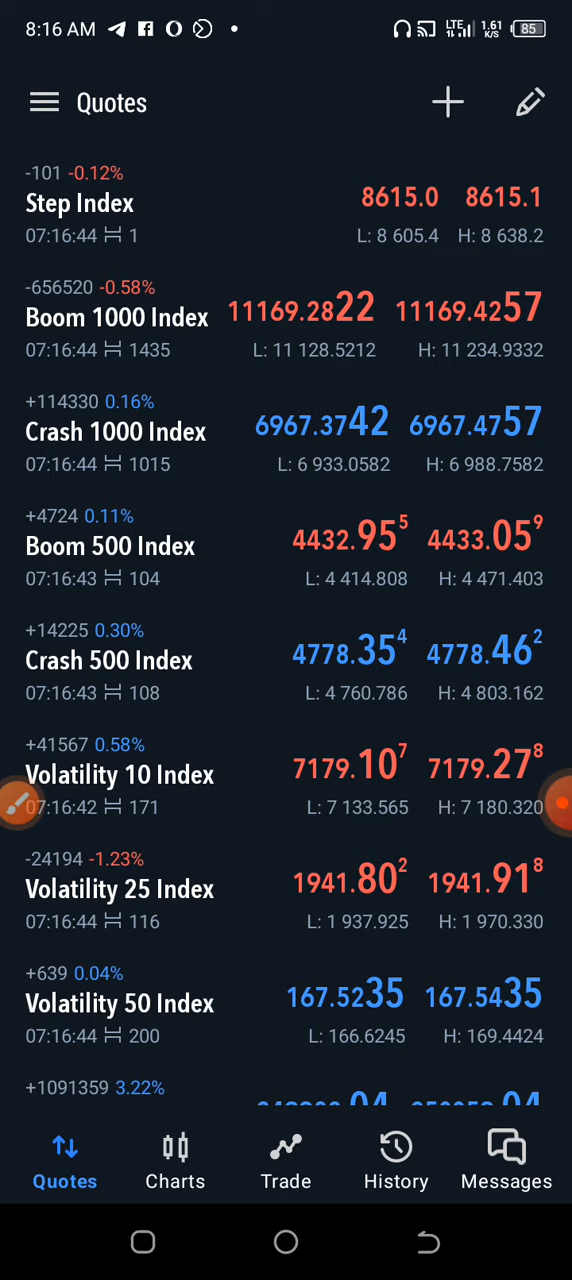 8:16 AM LTE 1.61 K/S 85
Quotes
-101 -0.12%
Step Index 8615.0 8615.1
07:16:44 1 L: 8 605.4 H: 8 638.2
-656520 -0.58%
Boom 1000 Index 11169.2822 11169.4257
07:16:44 1435 L: 11 128.5212 H: 11 234.9332
+114330 0.16%
Crash 1000 Index 6967.3742 6967.4757
07:16:44 1015 L: 6 933.0582 H: 6 988.7582
+4724 0.11%
Boom 500 Index 4432.955 4433.059
07:16:43 104 L: 4 414.808 H: 4 471.403
+14225 0.30%
Crash 500 Index 4778.354 4778.462
07:16:43 108 L: 4 760.786 H: 4 803.162
+41567 0.58%
Volatility 10 Index 7179.107 7179.278
07:16:42 171 L: 7 133.565 H: 7 180.320
-24194 -1.23%
Volatility 25 Index 1941.802 1941.918
07:16:44 116 L: 1 937.925 H: 1 970.330
+639 0.04%
Volatility 50 Index 167.5235 167.5435
07:16:44 200 L: 166.6245 H: 169.4424
+1091359 3.22%
Quotes Charts Trade History Messages